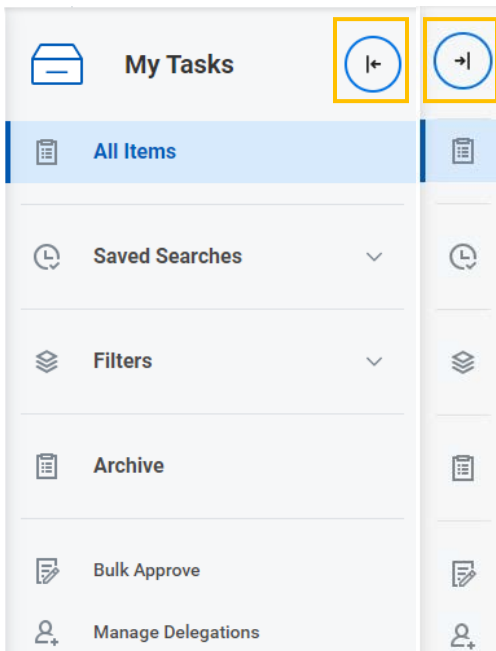 My Tasks
All Items
Saved Searches
Filters
Archive
Bulk Approve
Manage Delegations